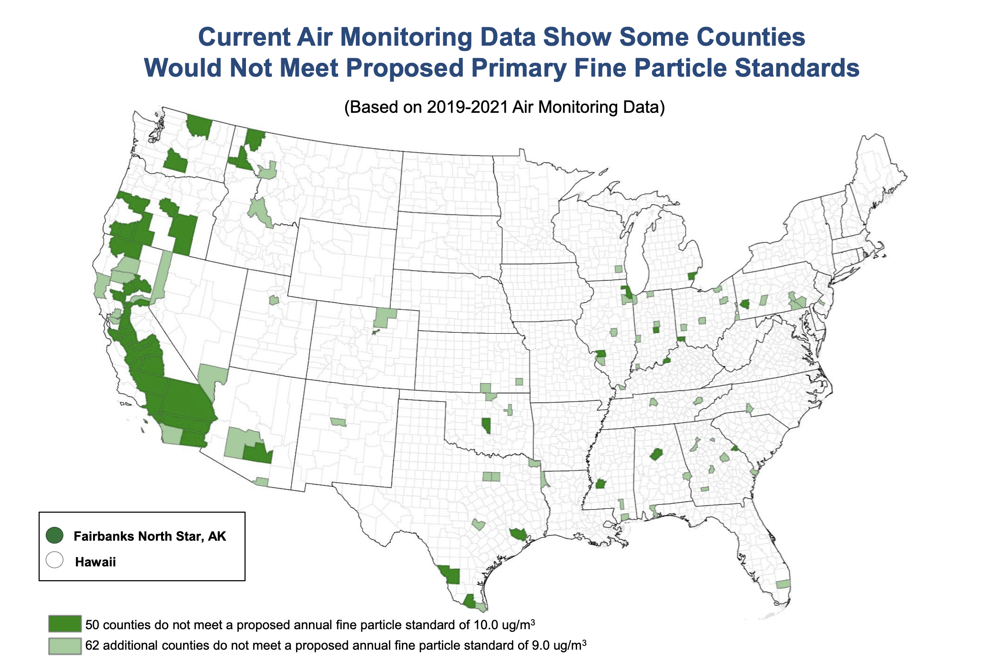 Current Air Monitoring Data Show Some Counties
Would Not Meet Proposed Primary Fine Particle Standards
(Based on 2019-2021 Air Monitoring Data)
Fairbanks North Star, AK
Hawaii
50 counties do not meet a proposed annual fine particle standard of 10.0 ug/m³
62 additional counties do not meet a proposed annual fine particle standard of 9.0 ug/m³